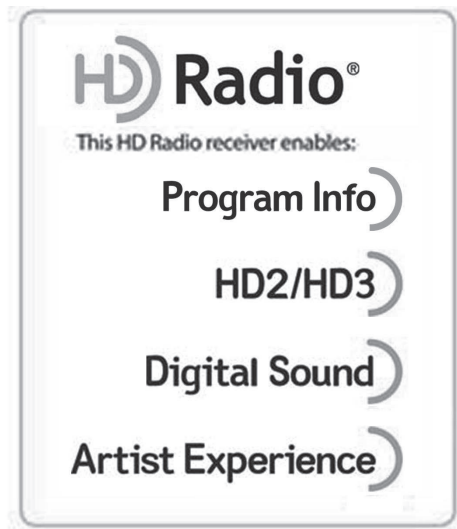 HD Radio®
This HD Radio receiver enables:
Program Info
HD2/HD3
Digital Sound
Artist Experience